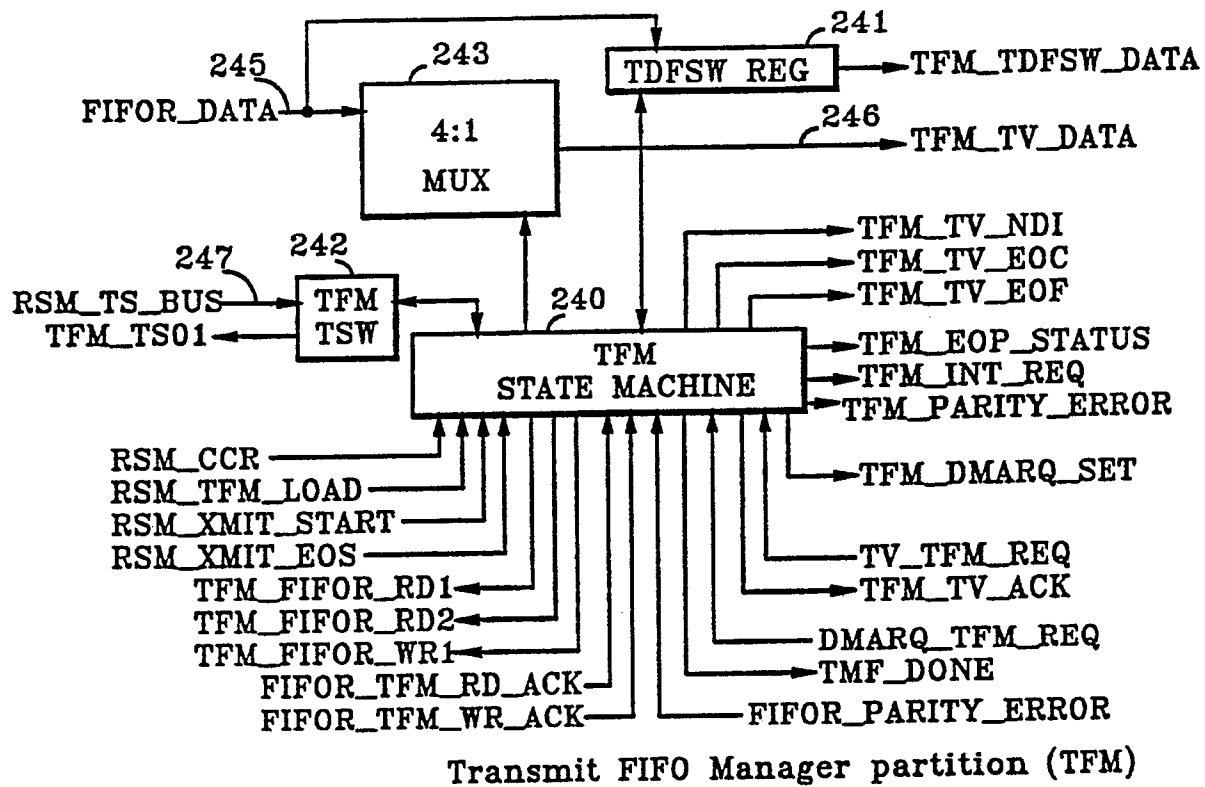 241
TDFSW REG
TFM_TDFSW_DATA
245
FIFOR_DATA
243
4:1
MUX
246
TFM_TV_DATA
247
RSM_TS_BUS
TFM_TS01
242
TFM
TSW
240
TFM
STATE MACHINE
TFM_TV_NDI
TFM_TV_EOC
TFM_TV_EOF
TFM_EOP_STATUS
TFM_INT_REQ
TFM_PARITY_ERROR
TFM_DMARQ_SET
RSM_CCR
RSM_TFM_LOAD
RSM_XMIT_START
RSM_XMIT_EOS
TFM_FIFOR_RD1
TFM_FIFOR_RD2
TFM_FIFOR_WR1
FIFOR_TFM_RD_ACK
FIFOR_TFM_WR_ACK
TV_TFM_REQ
TFM_TV_ACK
DMARQ_TFM_REQ
TMF_DONE
FIFOR_PARITY_ERROR
Transmit FIFO Manager partition (TFM)